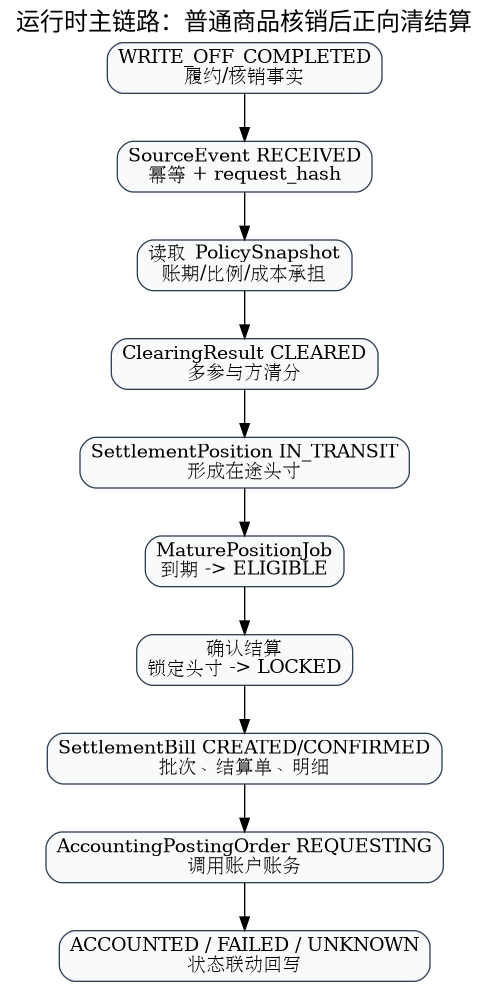 运行时主链路：普通商品核销后正向清结算
WRITE_OFF_COMPLETED
履约/核销事实
SourceEvent RECEIVED
幂等 + request_hash
读取 PolicySnapshot
账期/比例/成本承担
ClearingResult CLEARED
多参与方清分
SettlementPosition IN_TRANSIT
形成在途头寸
MaturePositionJob
到期 -> ELIGIBLE
确认结算
锁定头寸 -> LOCKED
SettlementBill CREATED/CONFIRMED
批次、结算单、明细
AccountingPostingOrder REQUESTING
调用账户账务
ACCOUNTED / FAILED / UNKNOWN
状态联动回写